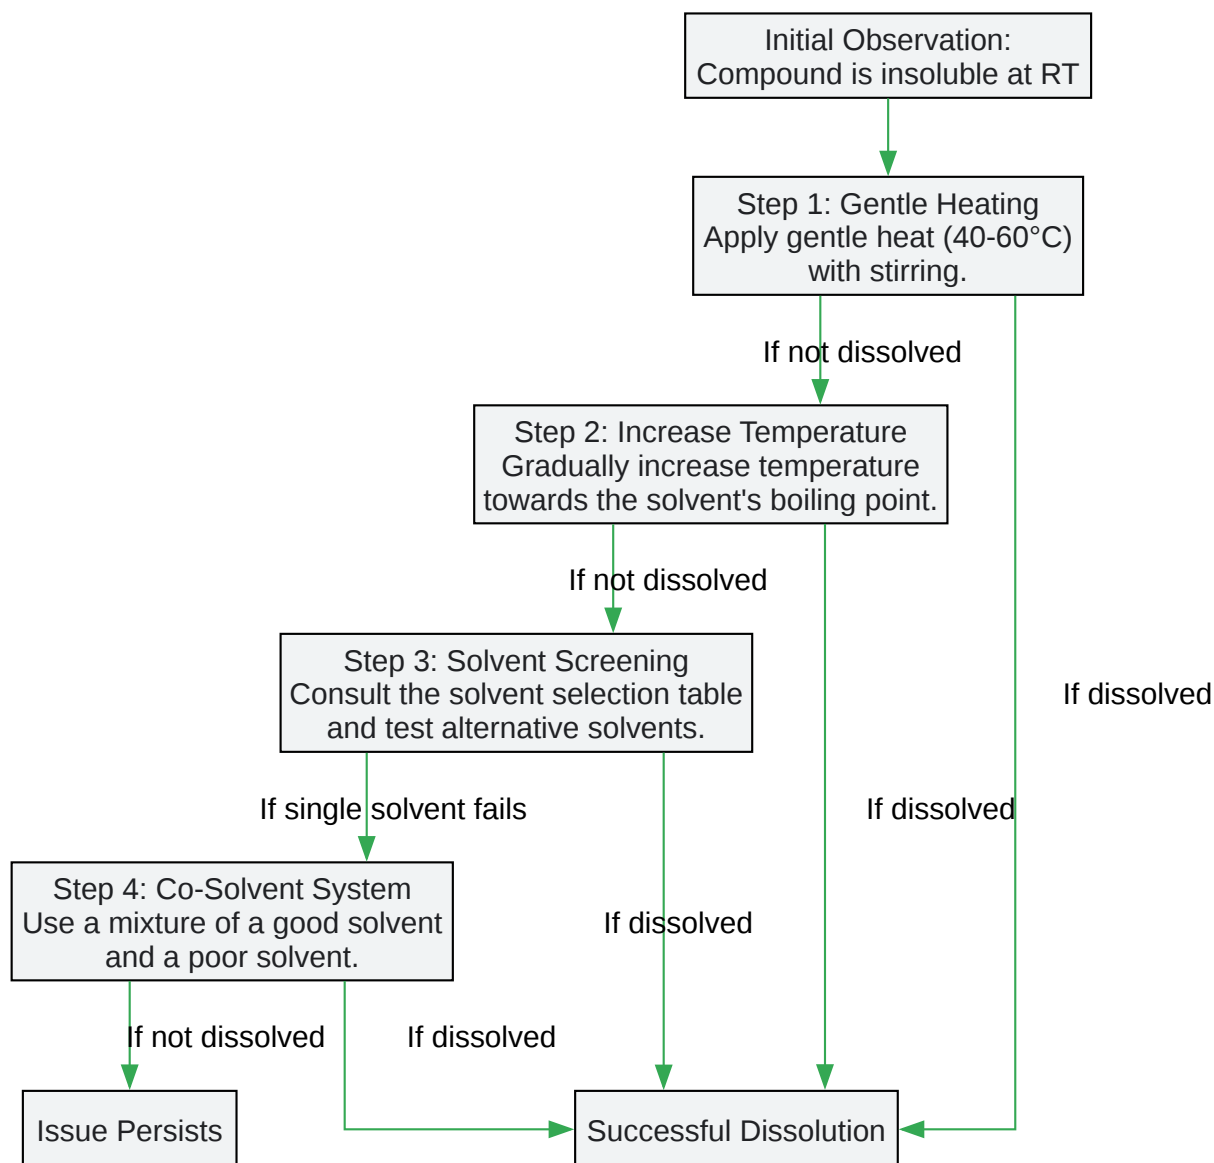 Initial Observation:
Compound is insoluble at RT
Step 1: Gentle Heating
Apply gentle heat (40-60°C)
with stirring.
If not dissolved
Step 2: Increase Temperature
Gradually increase temperature
towards the solvent's boiling point.
If not dissolved
Step 3: Solvent Screening
Consult the solvent selection table
and test alternative solvents.
If dissolved
If single solvent fails
If dissolved
Step 4: Co-Solvent System
Use a mixture of a good solvent
and a poor solvent.
If dissolved
If not dissolved
If dissolved
Issue Persists
Successful Dissolution